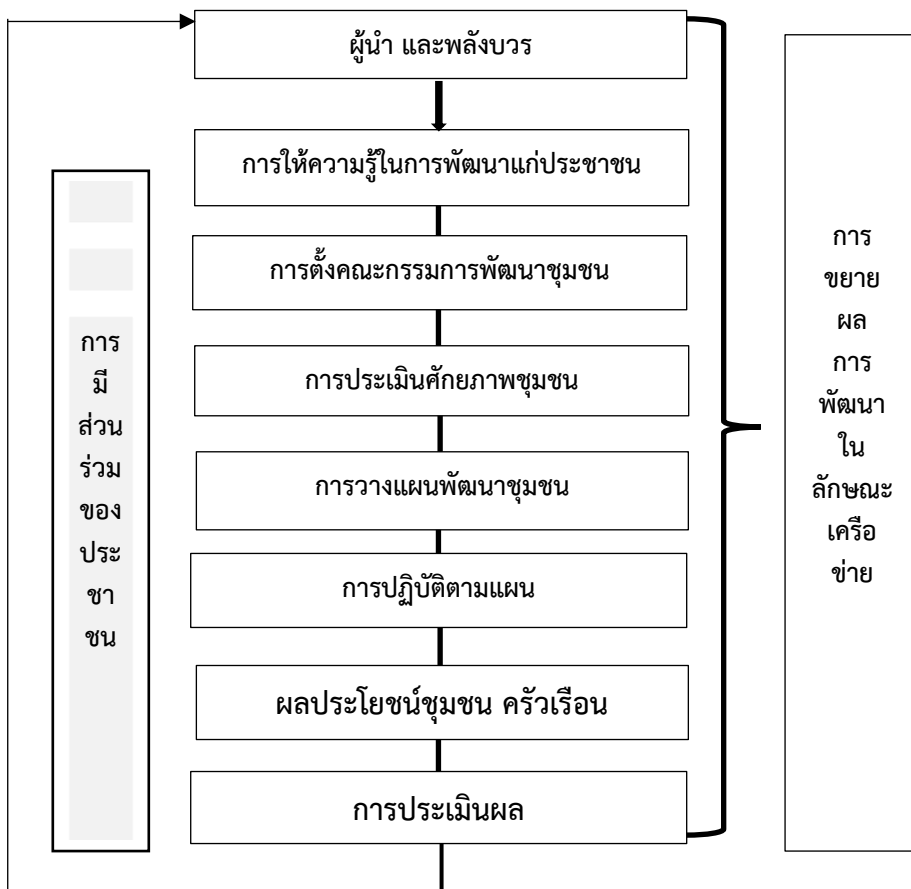 ผู้นำ และพลังบวร
การให้ความรู้ในการพัฒนาแก่ประชาชน
การตั้งคณะกรรมการพัฒนาชุมชน
การประเมินศักยภาพชุมชน
การวางแผนพัฒนาชุมชน
การปฏิบัติตามแผน
ผลประโยชน์ชุมชน ครัวเรือน
การประเมินผล
การ
มี
ส่วน
ร่วม
ของ
ประ
ชา
ชน
การ
ขยาย
ผล
การ
พัฒนา
ใน
ลักษณะ
เครือ
ข่าย